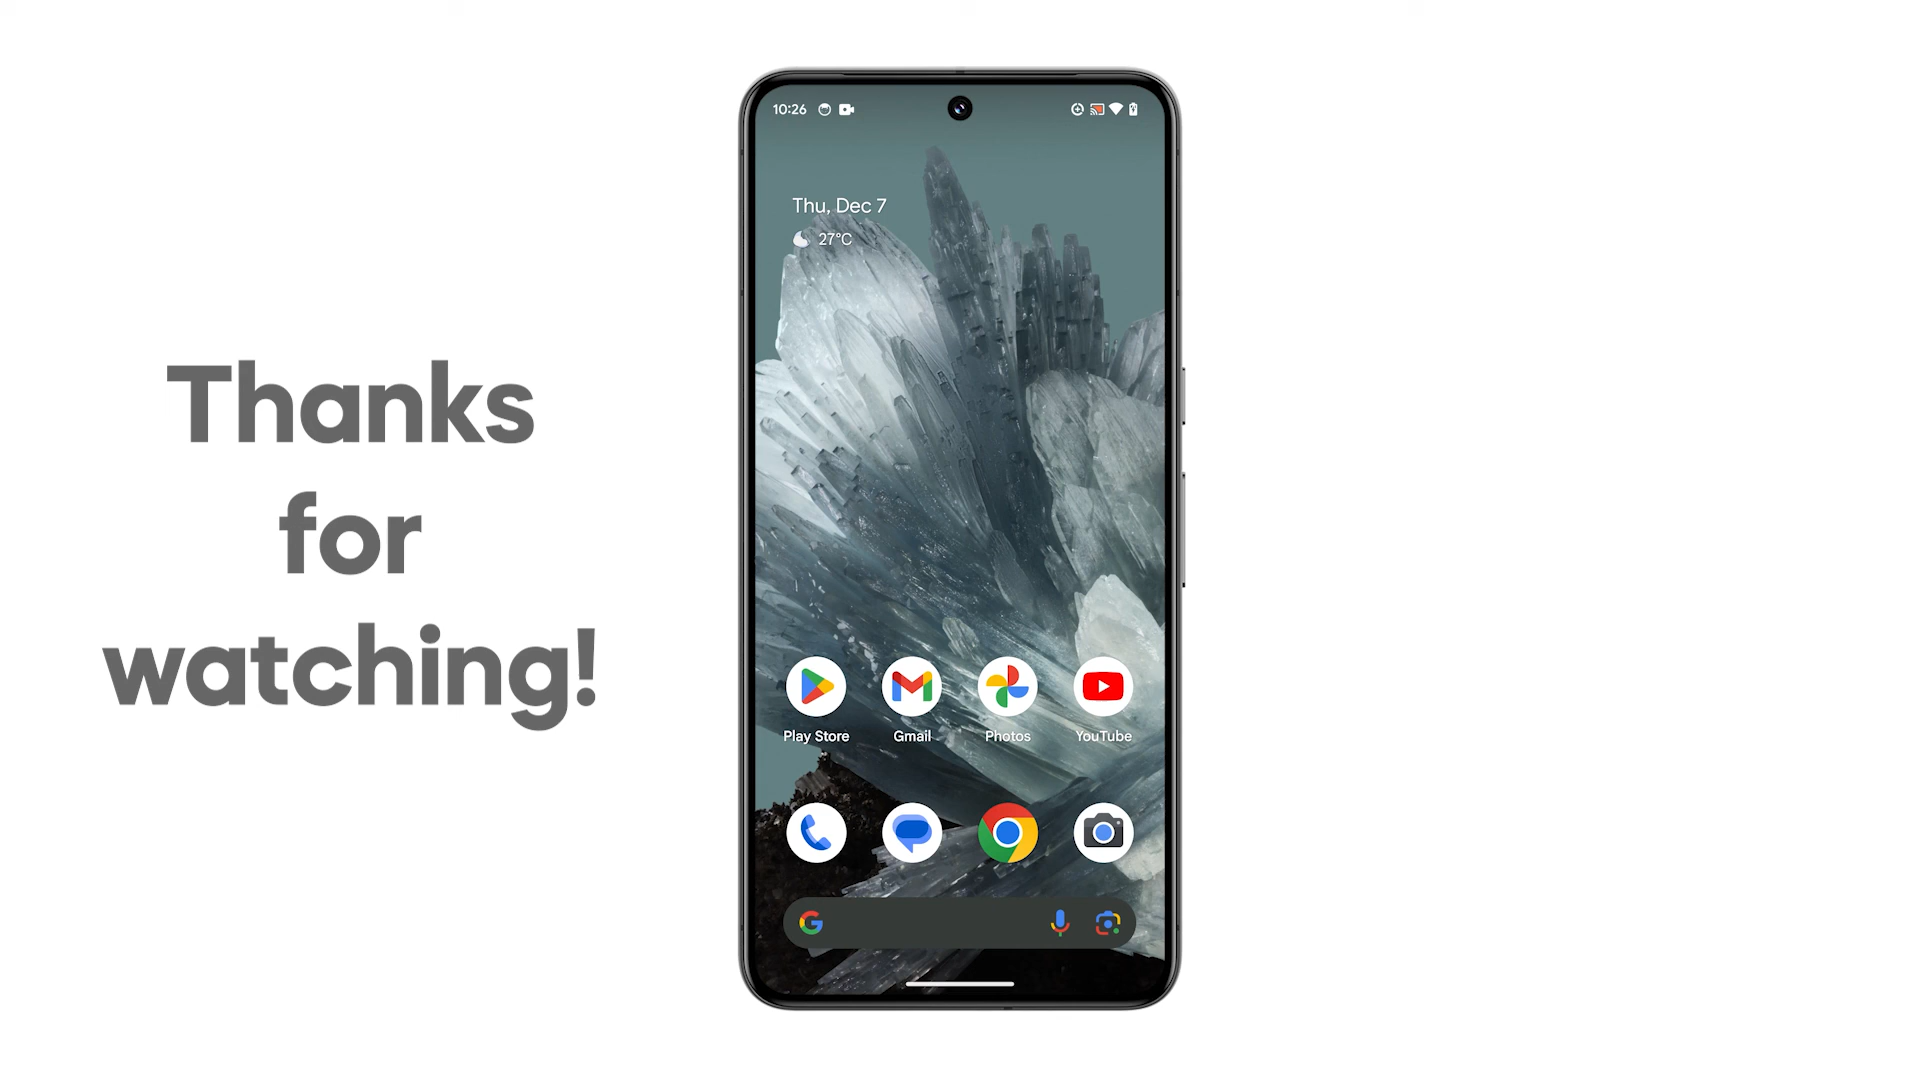 Thanks
for
watching!
10:26
Thu, Dec 7
27°C
Play Store Gmail Photos YouTube